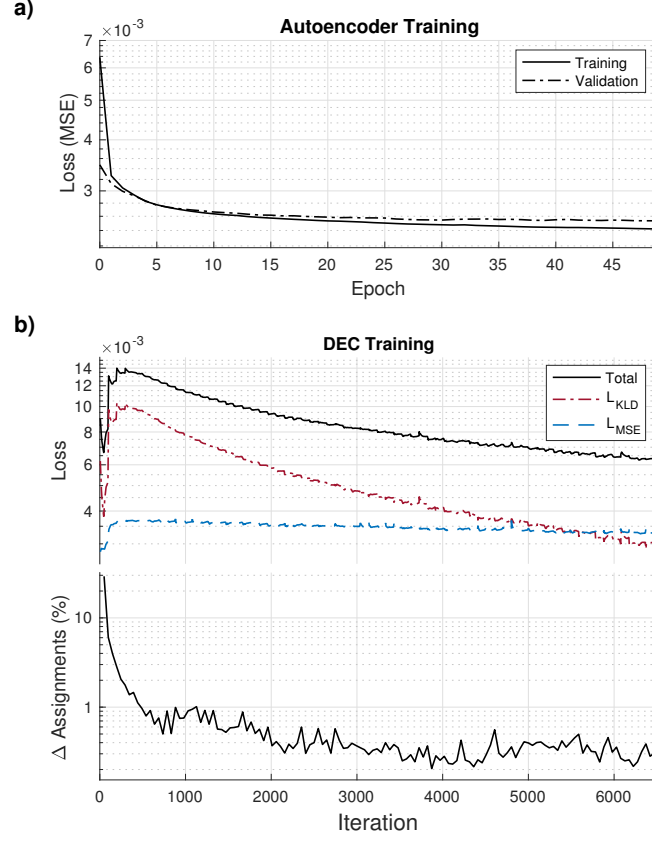 a)
Autoencoder Training
×10⁻³
7
6
5
4
3
Loss (MSE)
Training
Validation
0 5 10 15 20 25 30 35 40 45
Epoch
b)
DEC Training
×10⁻³
14
12
10
8
6
4
Loss
Total
L_KLD
L_MSE
10
1
Δ Assignments (%)
0 1000 2000 3000 4000 5000 6000
Iteration